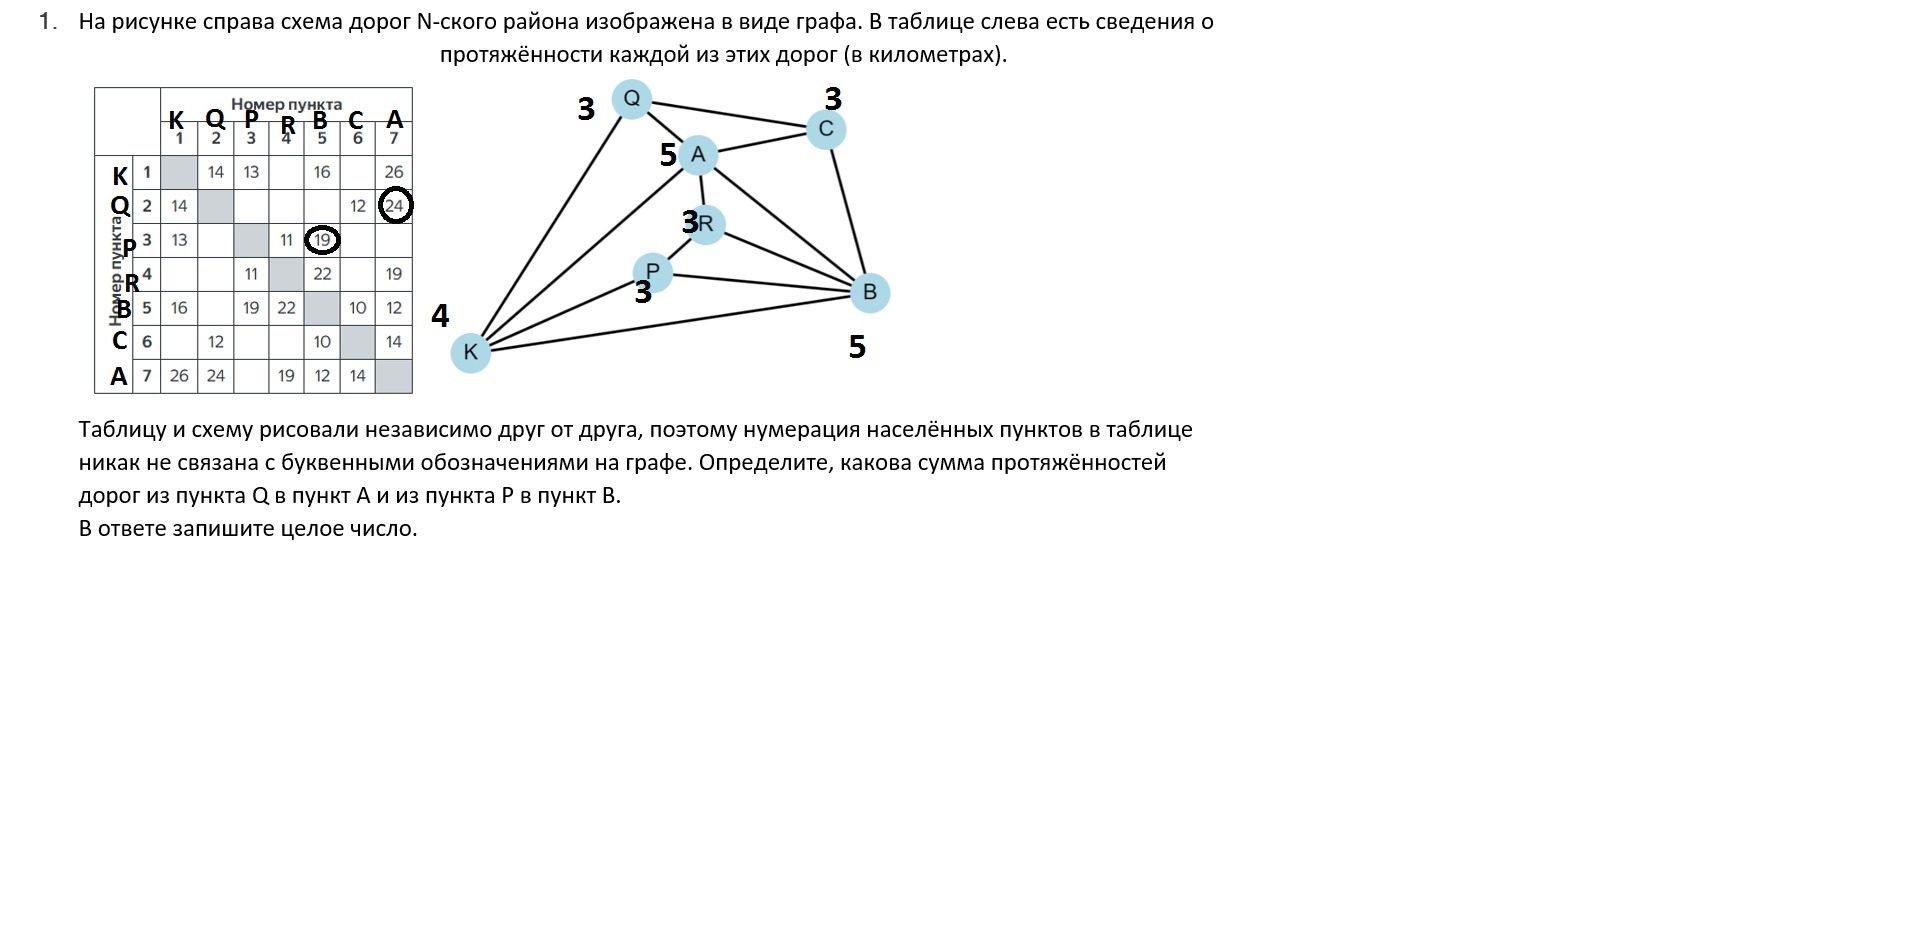 1. На рисунке справа схема дорог N-ского района изображена в виде графа. В таблице слева есть сведения о
протяжённости каждой из этих дорог (в километрах).
Номер пункта
K Q P R B C A
1 2 3 4 5 6 7
Номер пункта
K 1 14 13 16 26
Q 2 14 12 24
P 3 13 11 19
R 4 11 22 19
B 5 16 19 22 10 12
C 6 12 10 14
A 7 26 24 19 12 14
3 Q
3
C
5 A
3 R
P
3
B
5
4
K
Таблицу и схему рисовали независимо друг от друга, поэтому нумерация населённых пунктов в таблице
никак не связана с буквенными обозначениями на графе. Определите, какова сумма протяжённостей
дорог из пункта Q в пункт A и из пункта P в пункт B.
В ответе запишите целое число.